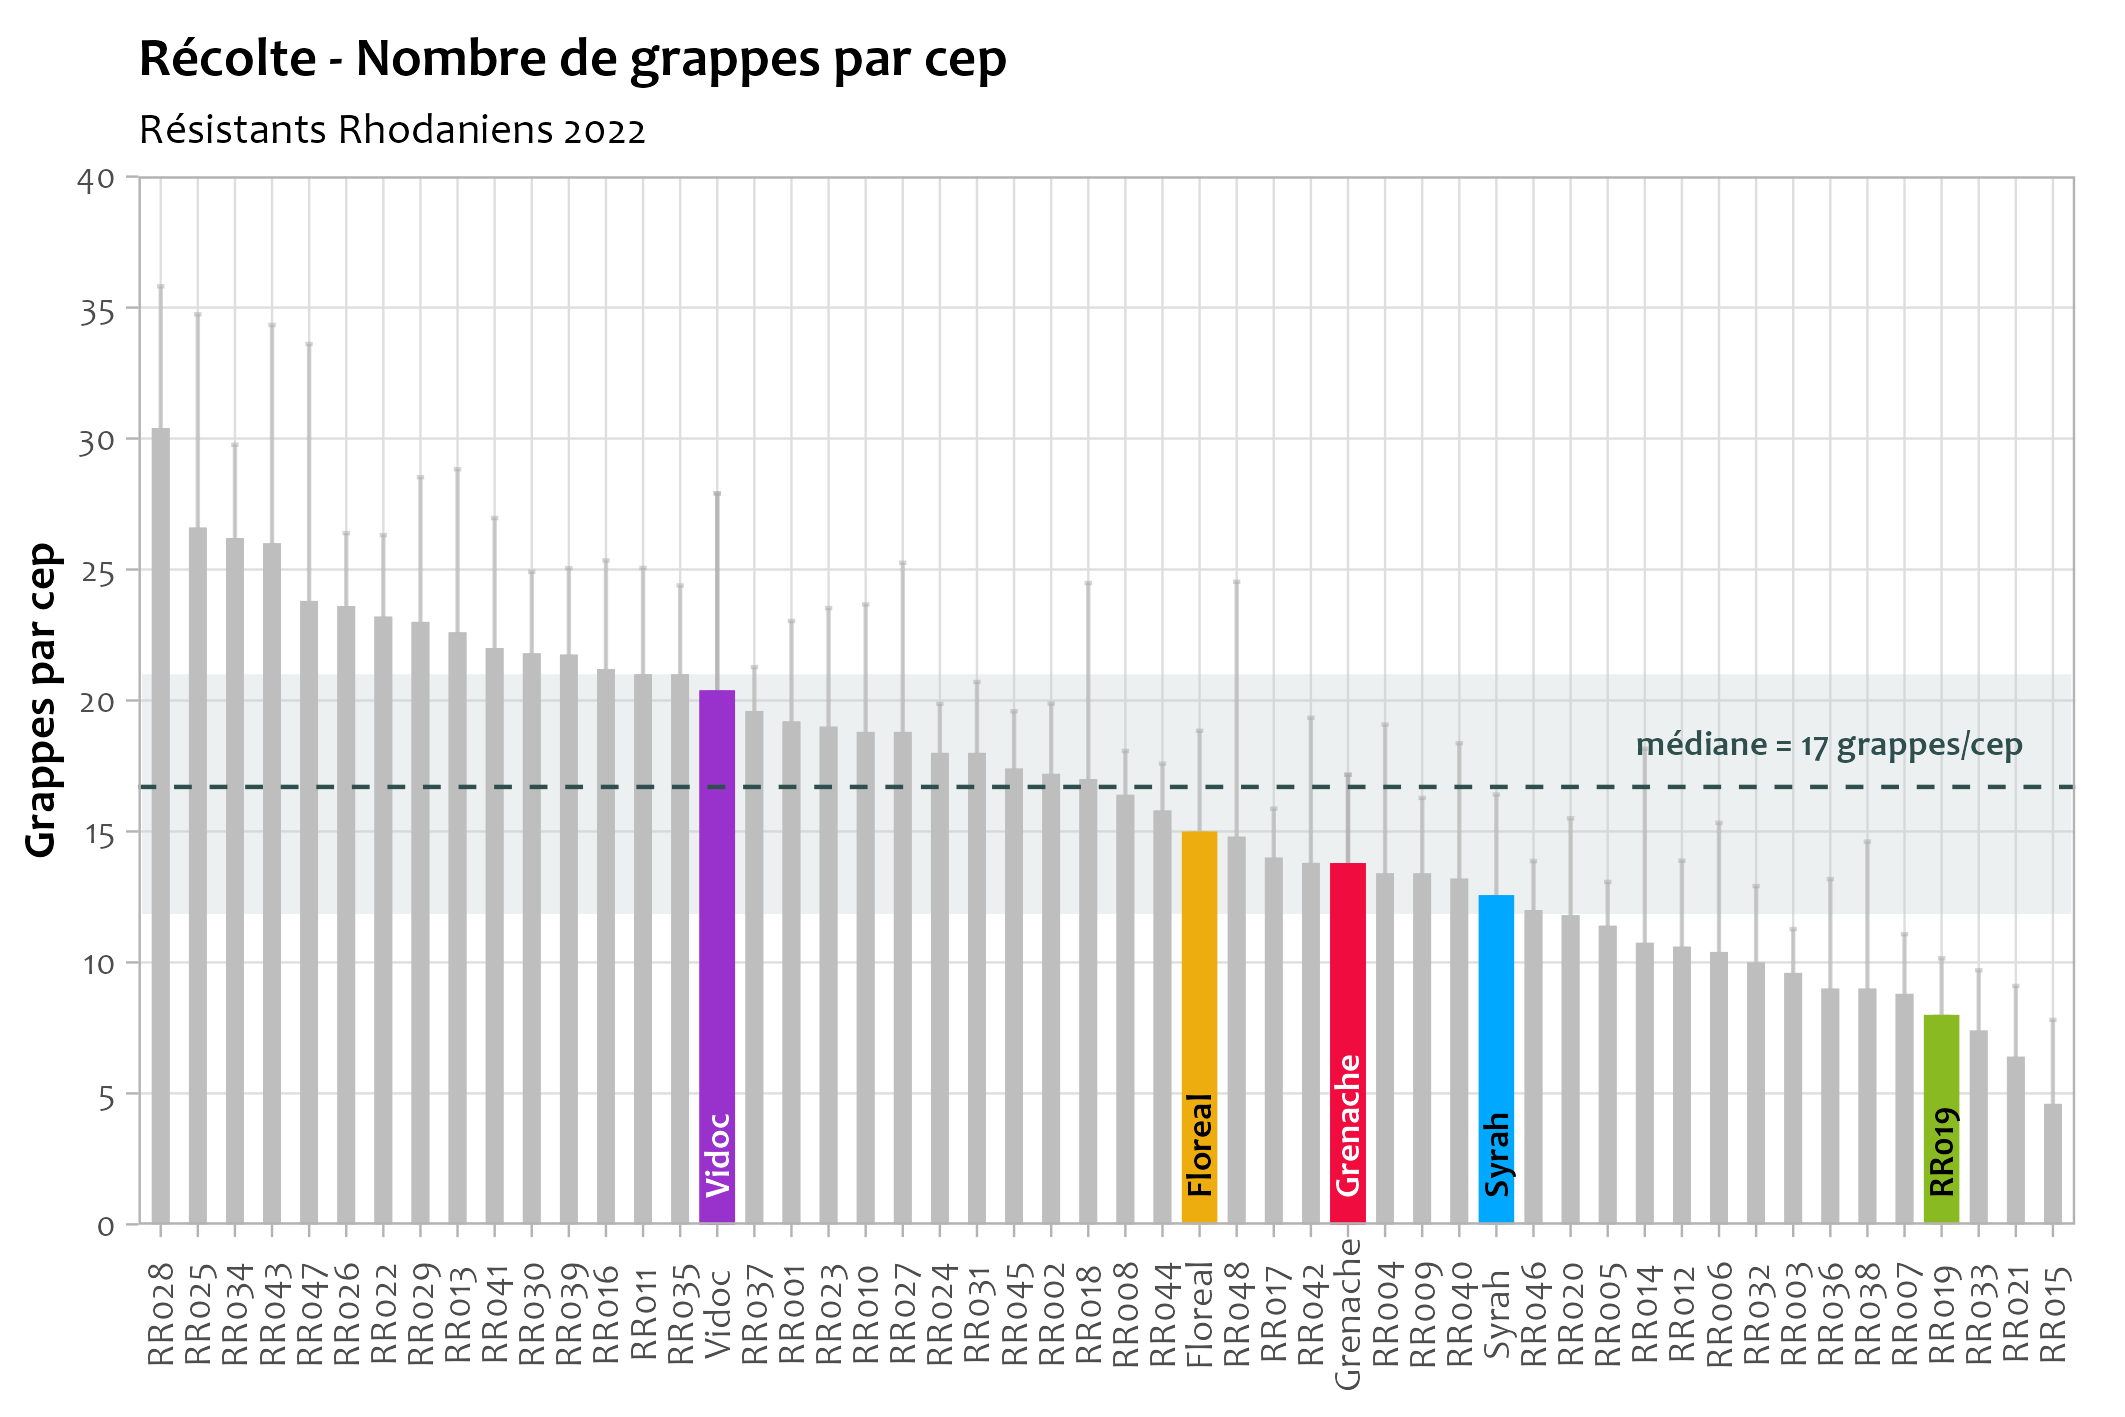 Récolte - Nombre de grappes par cep
Résistants Rhodaniens 2022
Grappes par cep
40
35
30
25
20
15
10
5
0
médiane = 17 grappes/cep
Vidoc
Floreal
Grenache
Syrah
RR019
RR028
RR025
RR034
RR043
RR047
RR026
RR022
RR029
RR013
RR041
RR030
RR039
RR016
RR011
RR035
Vidoc
RR037
RR001
RR023
RR010
RR027
RR024
RR031
RR045
RR002
RR018
RR008
RR044
Floreal
RR048
RR017
RR042
Grenache
RR004
RR009
RR040
Syrah
RR046
RR020
RR005
RR014
RR012
RR006
RR032
RR003
RR036
RR038
RR007
RR019
RR033
RR021
RR015